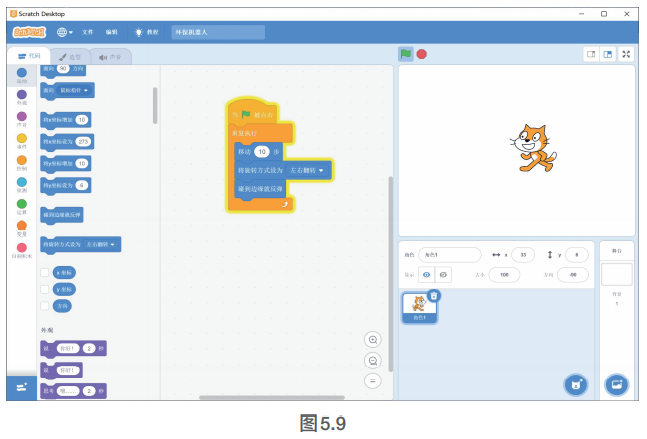 Scratch Desktop
SCRATCH 文件 编辑 教程 环保机器人
代码 造型 声音
运动
外观
声音
事件
控制
侦测
运算
变量
自制积木
面向 90 方向
面向 鼠标指针
将x坐标增加 10
将x坐标设为 273
将y坐标增加 10
将y坐标设为 6
碰到边缘就反弹
将旋转方式设为 左右翻转
x 坐标
y 坐标
方向
外观
说 你好! 2 秒
说 你好!
思考 嗯…… 2 秒
当 被点击
重复执行
移动 10 步
将旋转方式设为 左右翻转
碰到边缘就反弹
角色 角色1 x 33 y 6
显示 大小 100 方向 -90
角色1
舞台
背景
图5.9